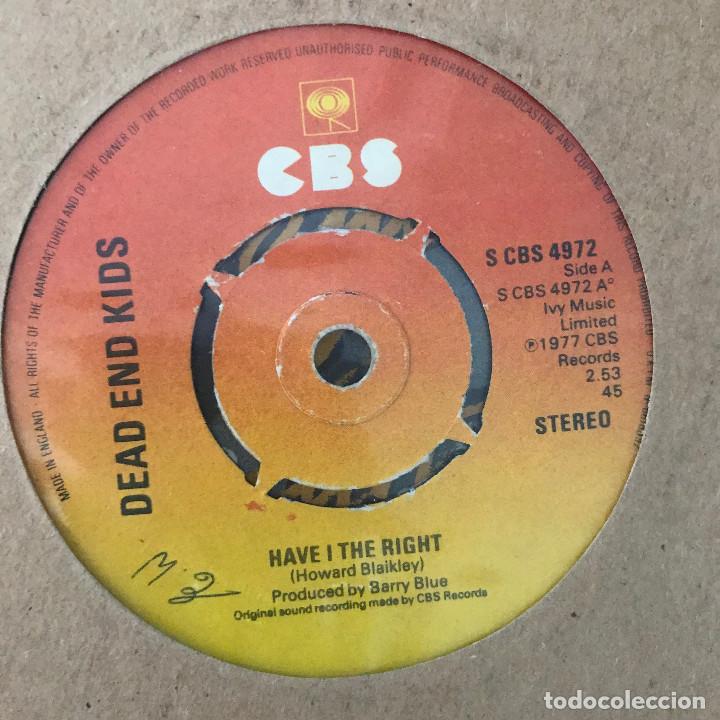 MADE IN ENGLAND · ALL RIGHTS OF THE MANUFACTURER AND OF THE OWNER OF THE RECORDED WORK RESERVED UNAUTHORISED PUBLIC PERFORMANCE BROADCASTING AND COPYING OF THIS RECORD PROHIBITED
CBS
DEAD END KIDS
S CBS 4972
Side A
S CBS 4972 A°
Ivy Music
Limited
℗1977 CBS
Records
2.53
45
STEREO
HAVE I THE RIGHT
(Howard Blaikley)
Produced by Barry Blue
Original sound recording made by CBS Records
todocoleccion